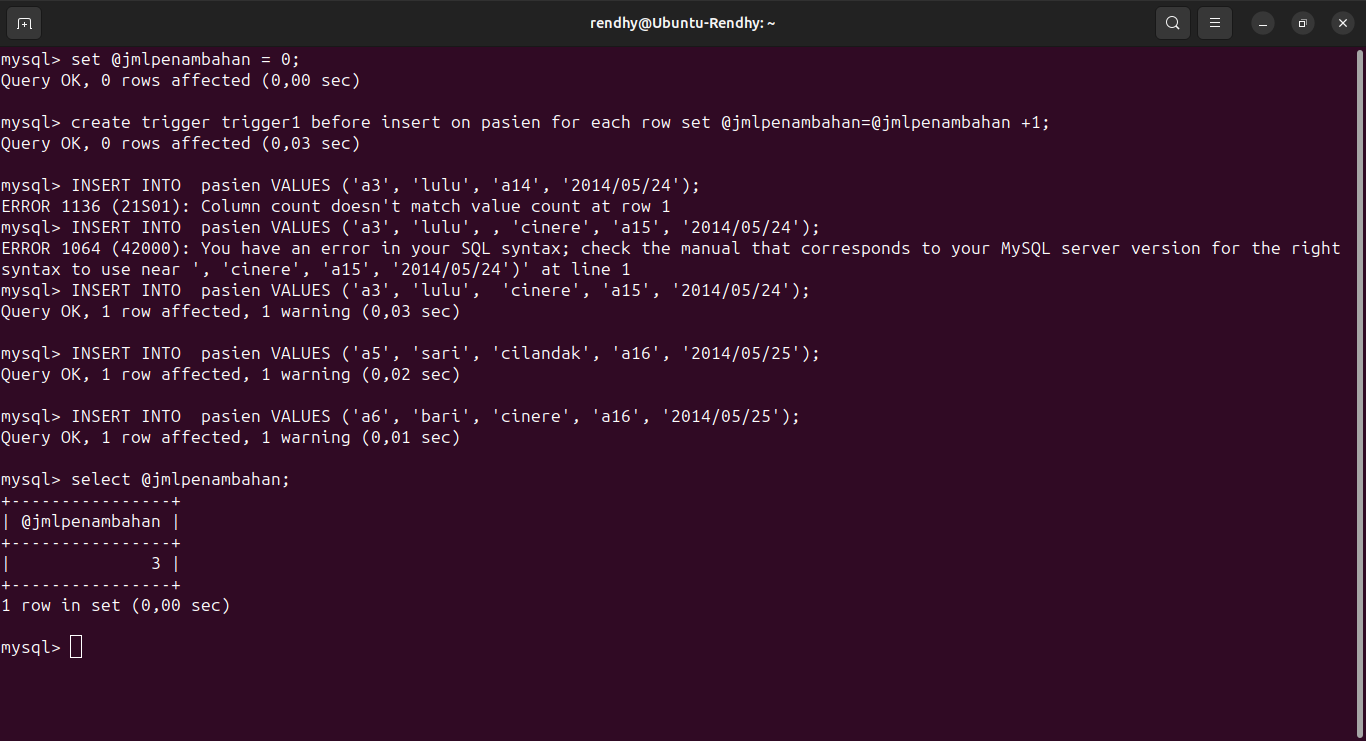 rendhy@Ubuntu-Rendhy: ~
mysql> set @jmlpenambahan = 0;
Query OK, 0 rows affected (0,00 sec)
mysql> create trigger trigger1 before insert on pasien for each row set @jmlpenambahan=@jmlpenambahan +1;
Query OK, 0 rows affected (0,03 sec)
mysql> INSERT INTO  pasien VALUES ('a3', 'lulu', 'a14', '2014/05/24');
ERROR 1136 (21S01): Column count doesn't match value count at row 1
mysql> INSERT INTO  pasien VALUES ('a3', 'lulu', , 'cinere', 'a15', '2014/05/24');
ERROR 1064 (42000): You have an error in your SQL syntax; check the manual that corresponds to your MySQL server version for the right
syntax to use near ', 'cinere', 'a15', '2014/05/24')' at line 1
mysql> INSERT INTO  pasien VALUES ('a3', 'lulu',  'cinere', 'a15', '2014/05/24');
Query OK, 1 row affected, 1 warning (0,03 sec)
mysql> INSERT INTO  pasien VALUES ('a5', 'sari', 'cilandak', 'a16', '2014/05/25');
Query OK, 1 row affected, 1 warning (0,02 sec)
mysql> INSERT INTO  pasien VALUES ('a6', 'bari', 'cinere', 'a16', '2014/05/25');
Query OK, 1 row affected, 1 warning (0,01 sec)
mysql> select @jmlpenambahan;
+----------------+
| @jmlpenambahan |
+----------------+
|              3 |
+----------------+
1 row in set (0,00 sec)
mysql>